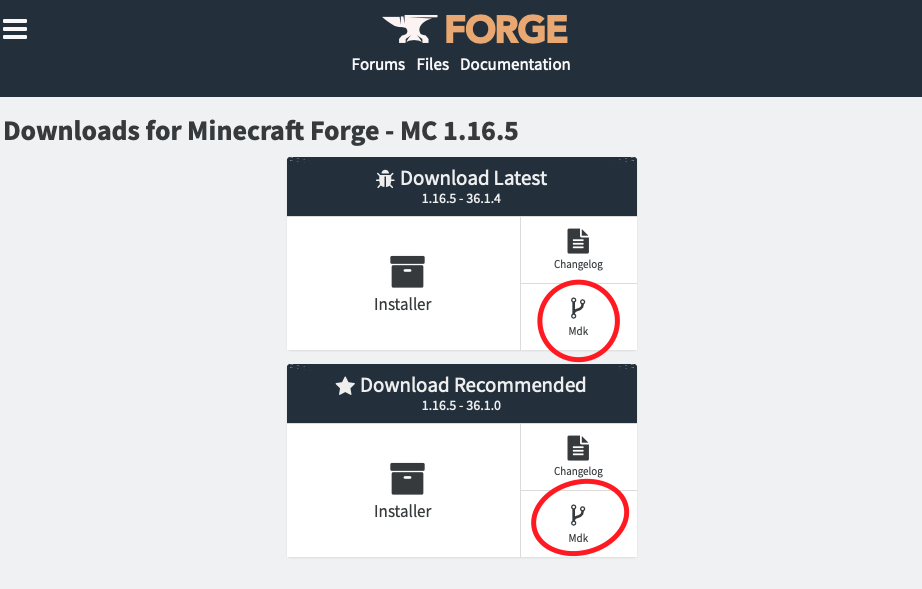 FORGE
Forums Files Documentation
Downloads for Minecraft Forge - MC 1.16.5
Download Latest
1.16.5 - 36.1.4
Installer
Changelog
Mdk
Download Recommended
1.16.5 - 36.1.0
Installer
Changelog
Mdk